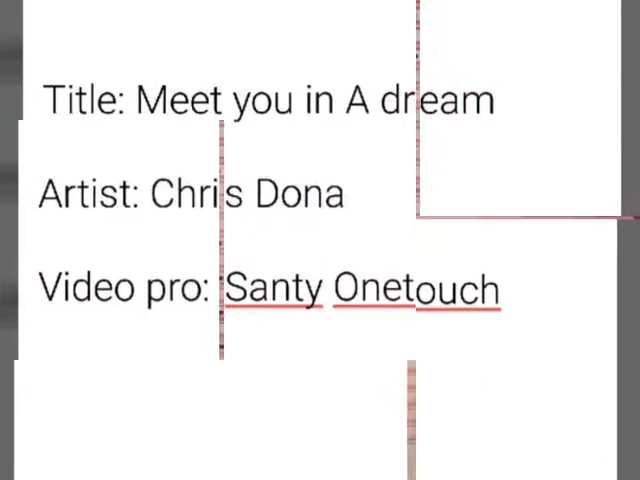 Title: Meet you in A dream
Artist: Chris Dona
Video pro: Santy Onetouch